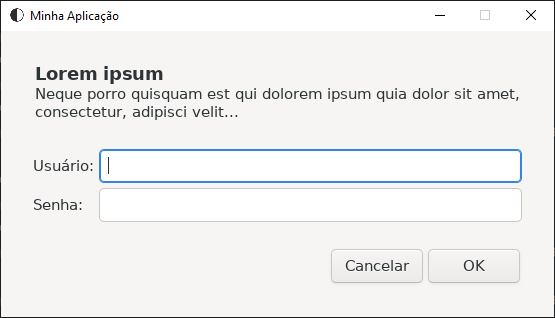 Minha Aplicação
Lorem ipsum
Neque porro quisquam est qui dolorem ipsum quia dolor sit amet,
consectetur, adipisci velit...
Usuário:
Senha:
Cancelar OK